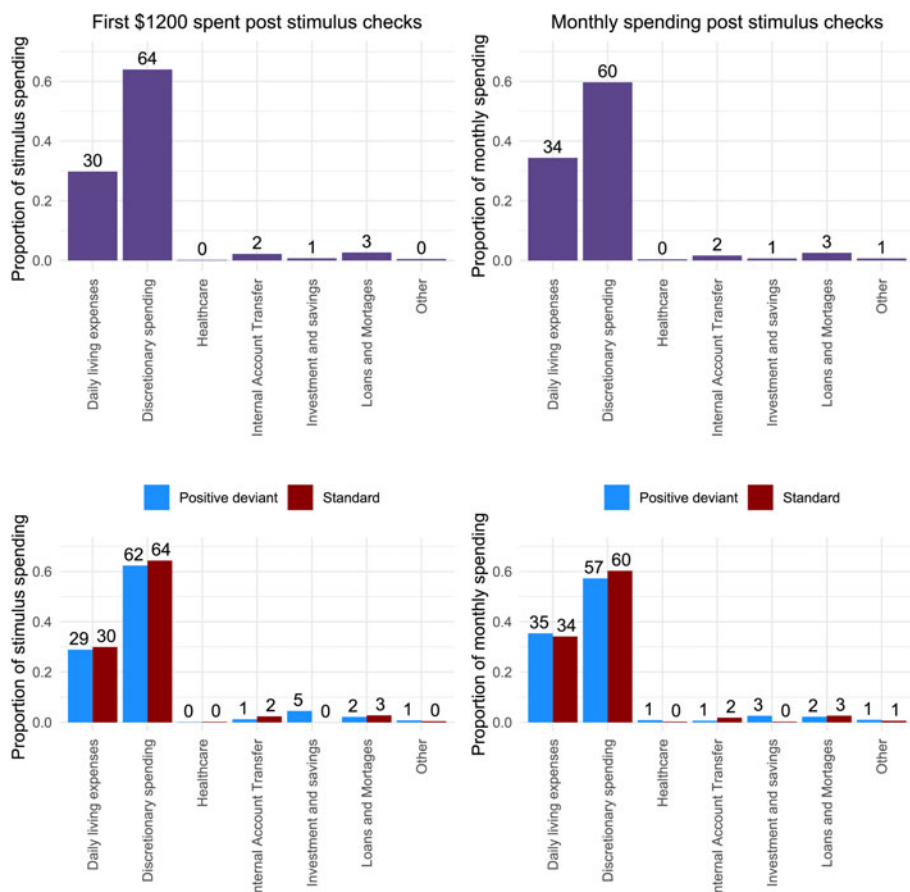 First $1200 spent post stimulus checks
Proportion of stimulus spending
0.6
0.4
0.2
0.0
30
64
0
2
1
3
0
Daily living expenses
Discretionary spending
Healthcare
Internal Account Transfer
Investment and savings
Loans and Mortages
Other
Monthly spending post stimulus checks
Proportion of monthly spending
0.6
0.4
0.2
0.0
34
60
0
2
1
3
1
Daily living expenses
Discretionary spending
Healthcare
Internal Account Transfer
Investment and savings
Loans and Mortages
Other
Positive deviant Standard
Proportion of stimulus spending
0.6
0.4
0.2
0.0
29 30
62 64
0 0
1 2
5 0
2 3
1 0
Daily living expenses
Discretionary spending
Healthcare
nternal Account Transfer
Investment and savings
Loans and Mortages
Other
Positive deviant Standard
Proportion of monthly spending
0.6
0.4
0.2
0.0
35 34
57 60
1 0
1 2
3 0
2 3
1 1
Daily living expenses
Discretionary spending
Healthcare
nternal Account Transfer
Investment and savings
Loans and Mortages
Other